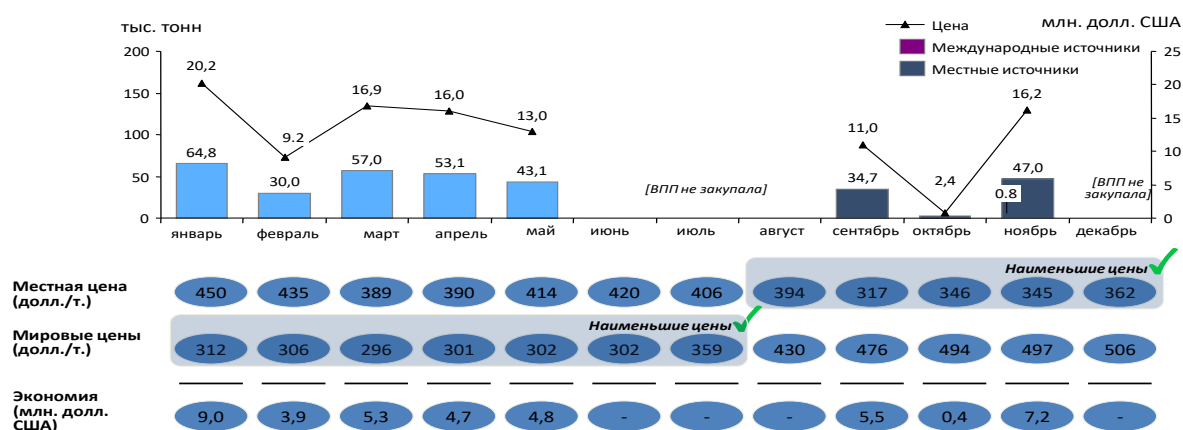 тыс. тонн
млн. долл. США
Цена
Международные источники
Местные источники
200
150
100
50
0
25
20
15
10
5
0
20,2
9.2
16,9
16,0
13,0
11,0
2,4
0.8
16,2
64,8
30,0
57,0
53,1
43,1
34,7
47,0
[ВПП не закупала]
[ВПП не
закупала]
январь февраль март апрель май июнь июль август сентябрь октябрь ноябрь декабрь
Наименьшие цены
Местная цена
(долл./т.)
450 435 389 390 414 420 406 394 317 346 345 362
Наименьшие цены
Мировые цены
(долл./т.)
312 306 296 301 302 302 359 430 476 494 497 506
Экономия
(млн. долл.
США)
9,0 3,9 5,3 4,7 4,8 - - - 5,5 0,4 7,2 -